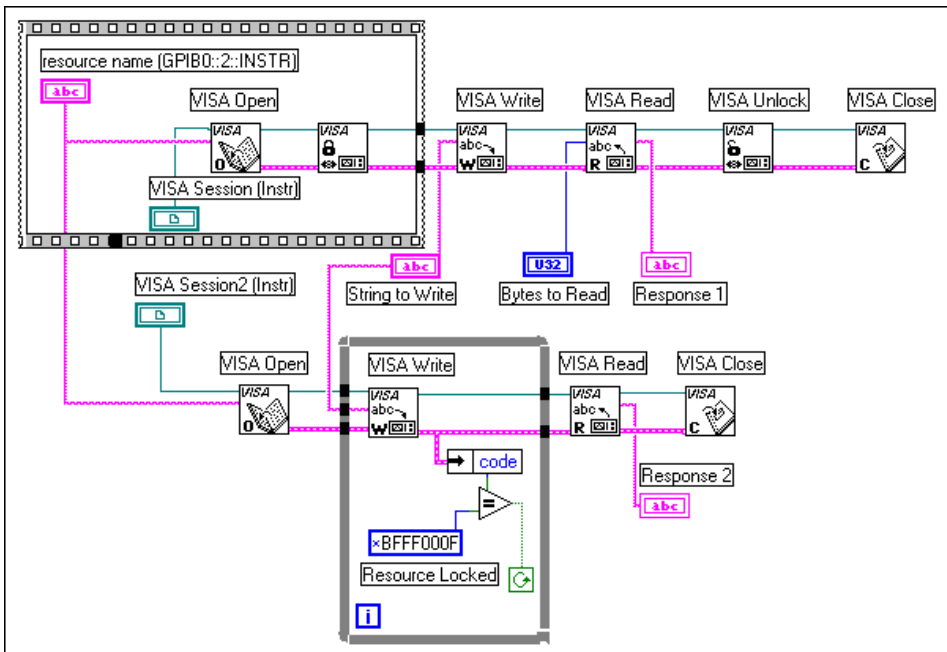 resource name (GPIB0::2::INSTR)
abc
VISA Open
VISA Write
VISA Read
VISA Unlock
VISA Close
VISA
O
VISA
VISA
abc
W
VISA
abc
R
VISA
VISA
C
VISA Session (Instr)
abc
String to Write
U32
Bytes to Read
abc
Response 1
VISA Session2 (Instr)
VISA Open
VISA Write
VISA Read
VISA Close
VISA
O
VISA
abc
W
VISA
abc
R
VISA
C
code
=
×BFFF000F
Resource Locked
i
Response 2
abc